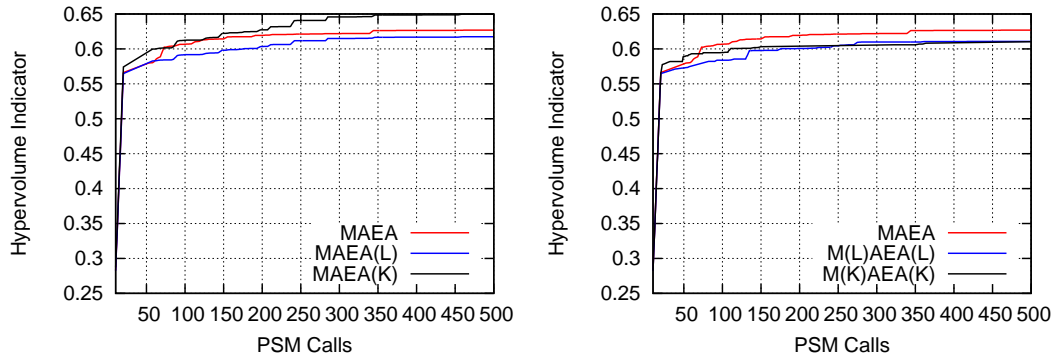 0.65
0.6
0.55
0.5
0.45
0.4
0.35
0.3
0.25
Hypervolume Indicator
MAEA
MAEA(L)
MAEA(K)
50 100 150 200 250 300 350 400 450 500
PSM Calls
0.65
0.6
0.55
0.5
0.45
0.4
0.35
0.3
0.25
Hypervolume Indicator
MAEA
M(L)AEA(L)
M(K)AEA(K)
50 100 150 200 250 300 350 400 450 500
PSM Calls